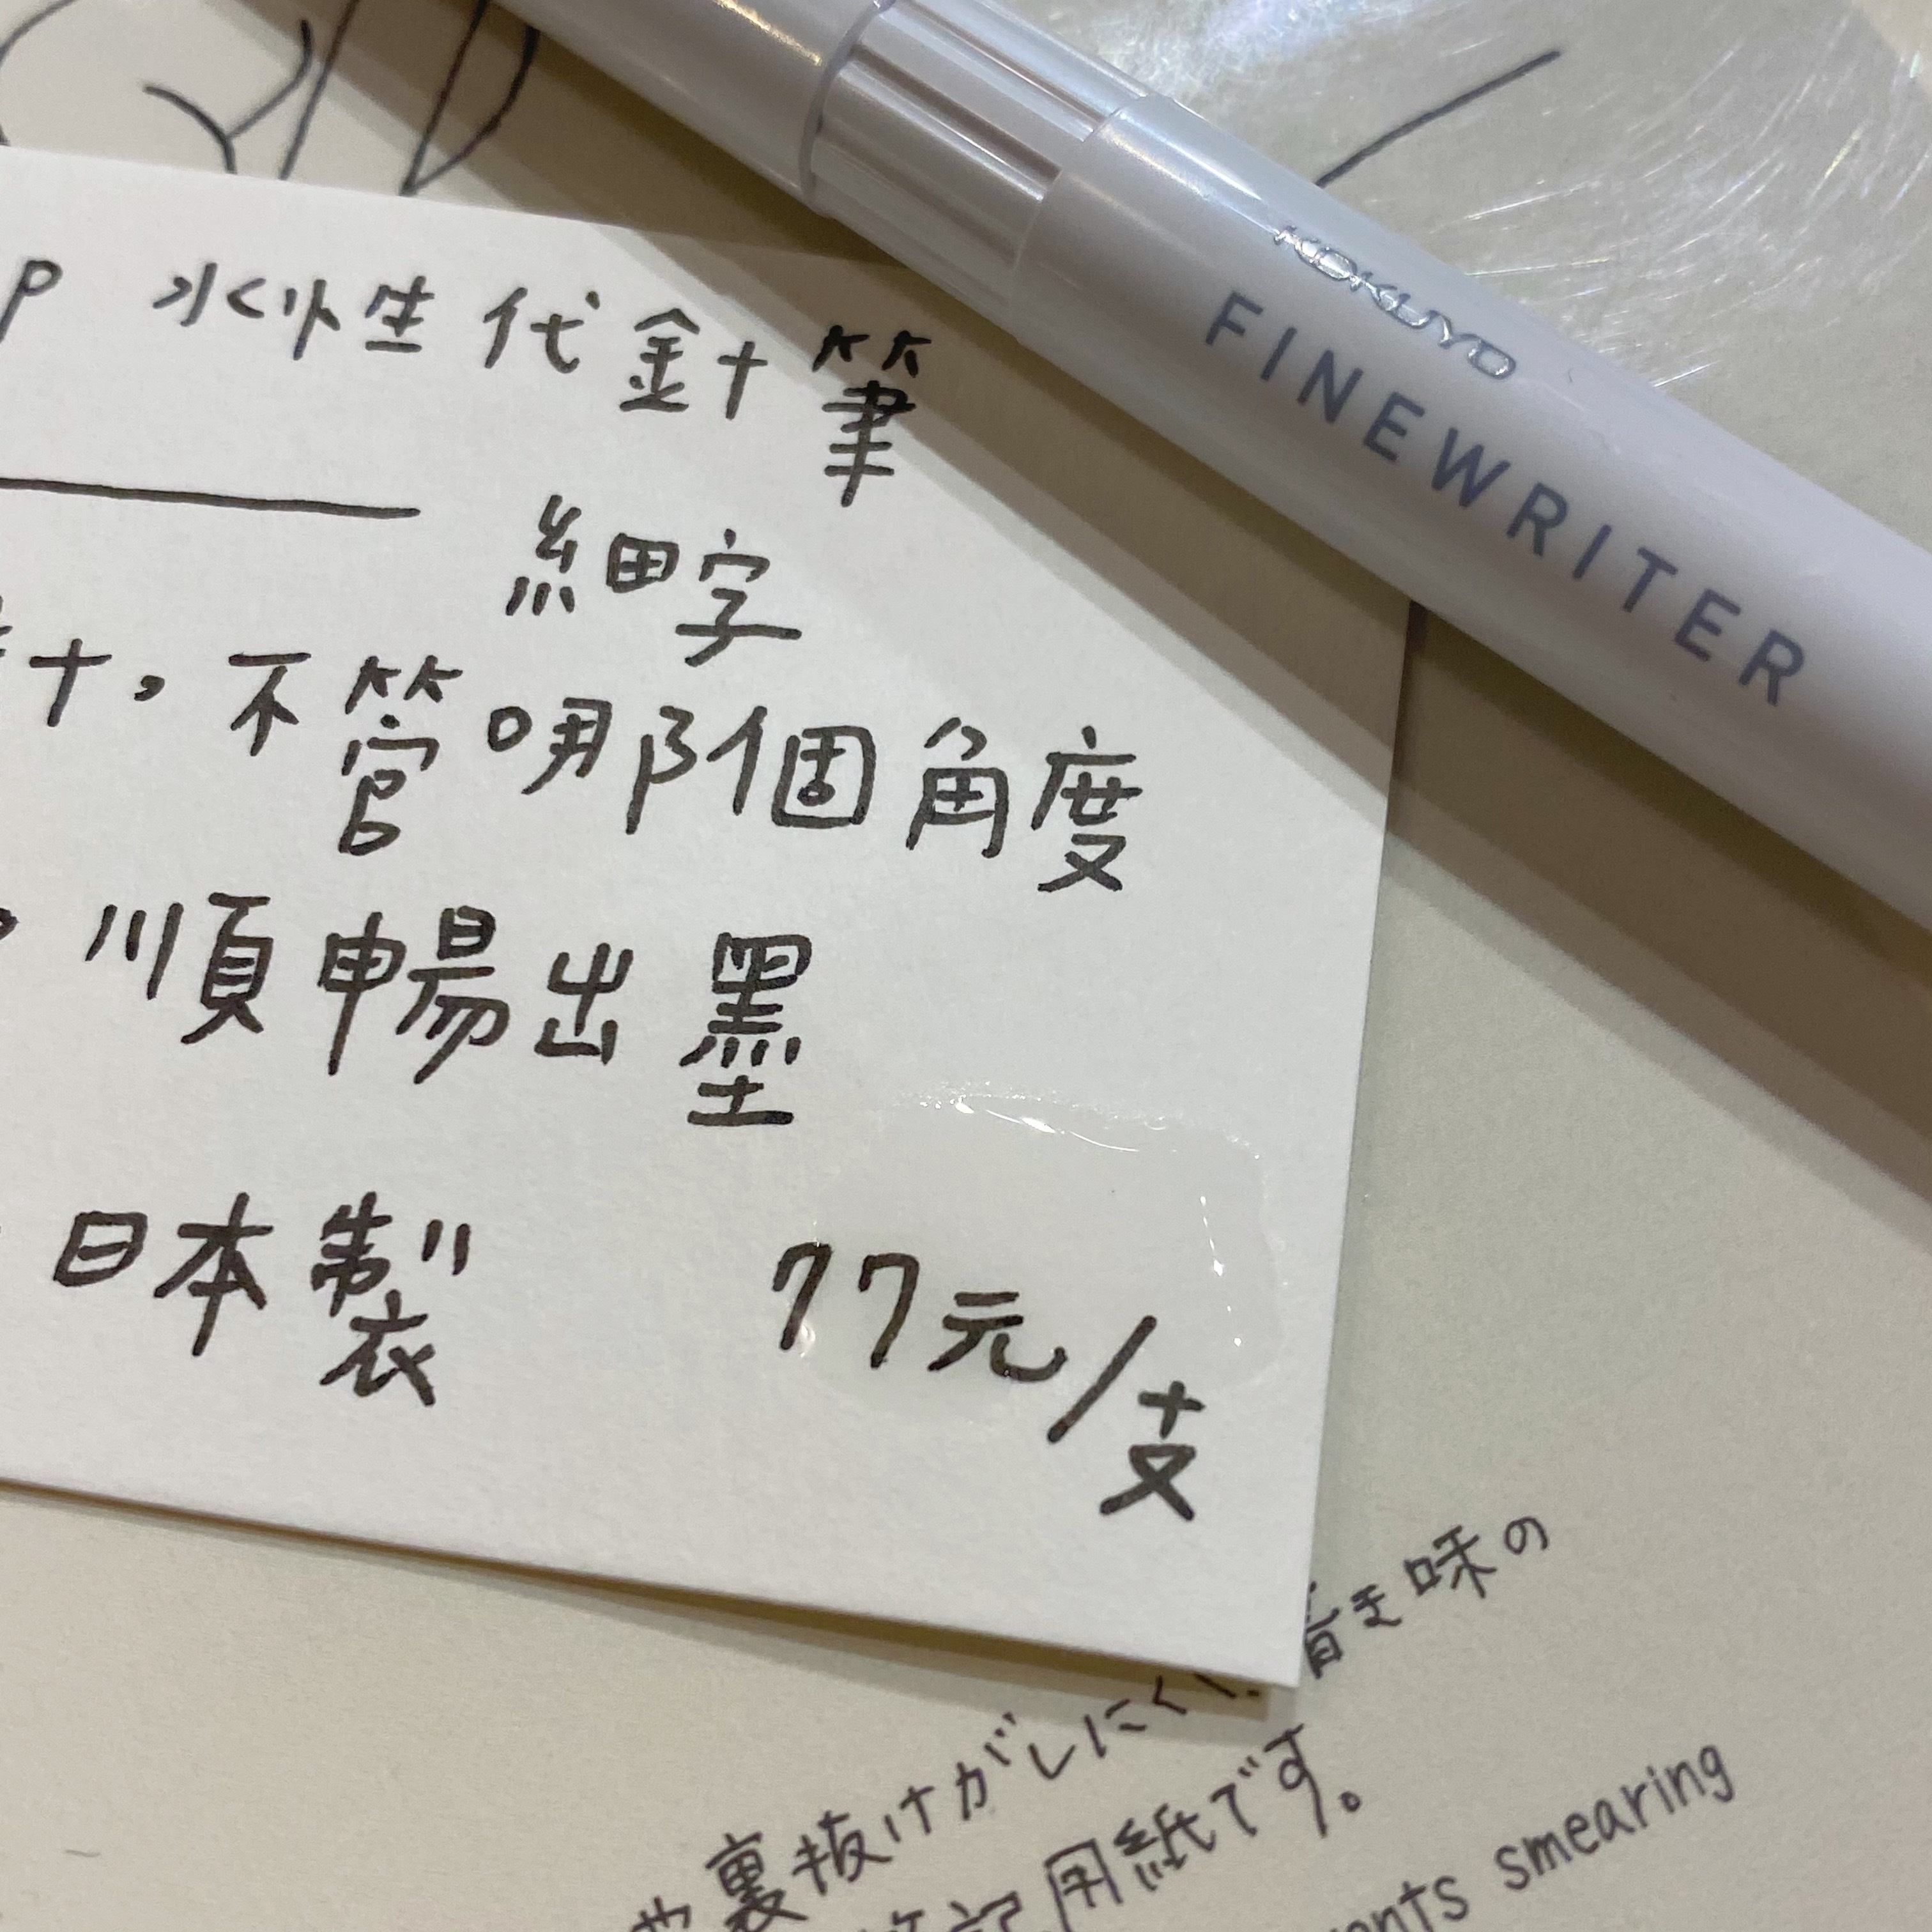 KOKUYO
FINEWRITER
P 水性代針筆
細字
，不管哪個角度
順暢出墨
日本製 77元/支
裏抜けがしにくい 書き味の
用紙です。
smearing